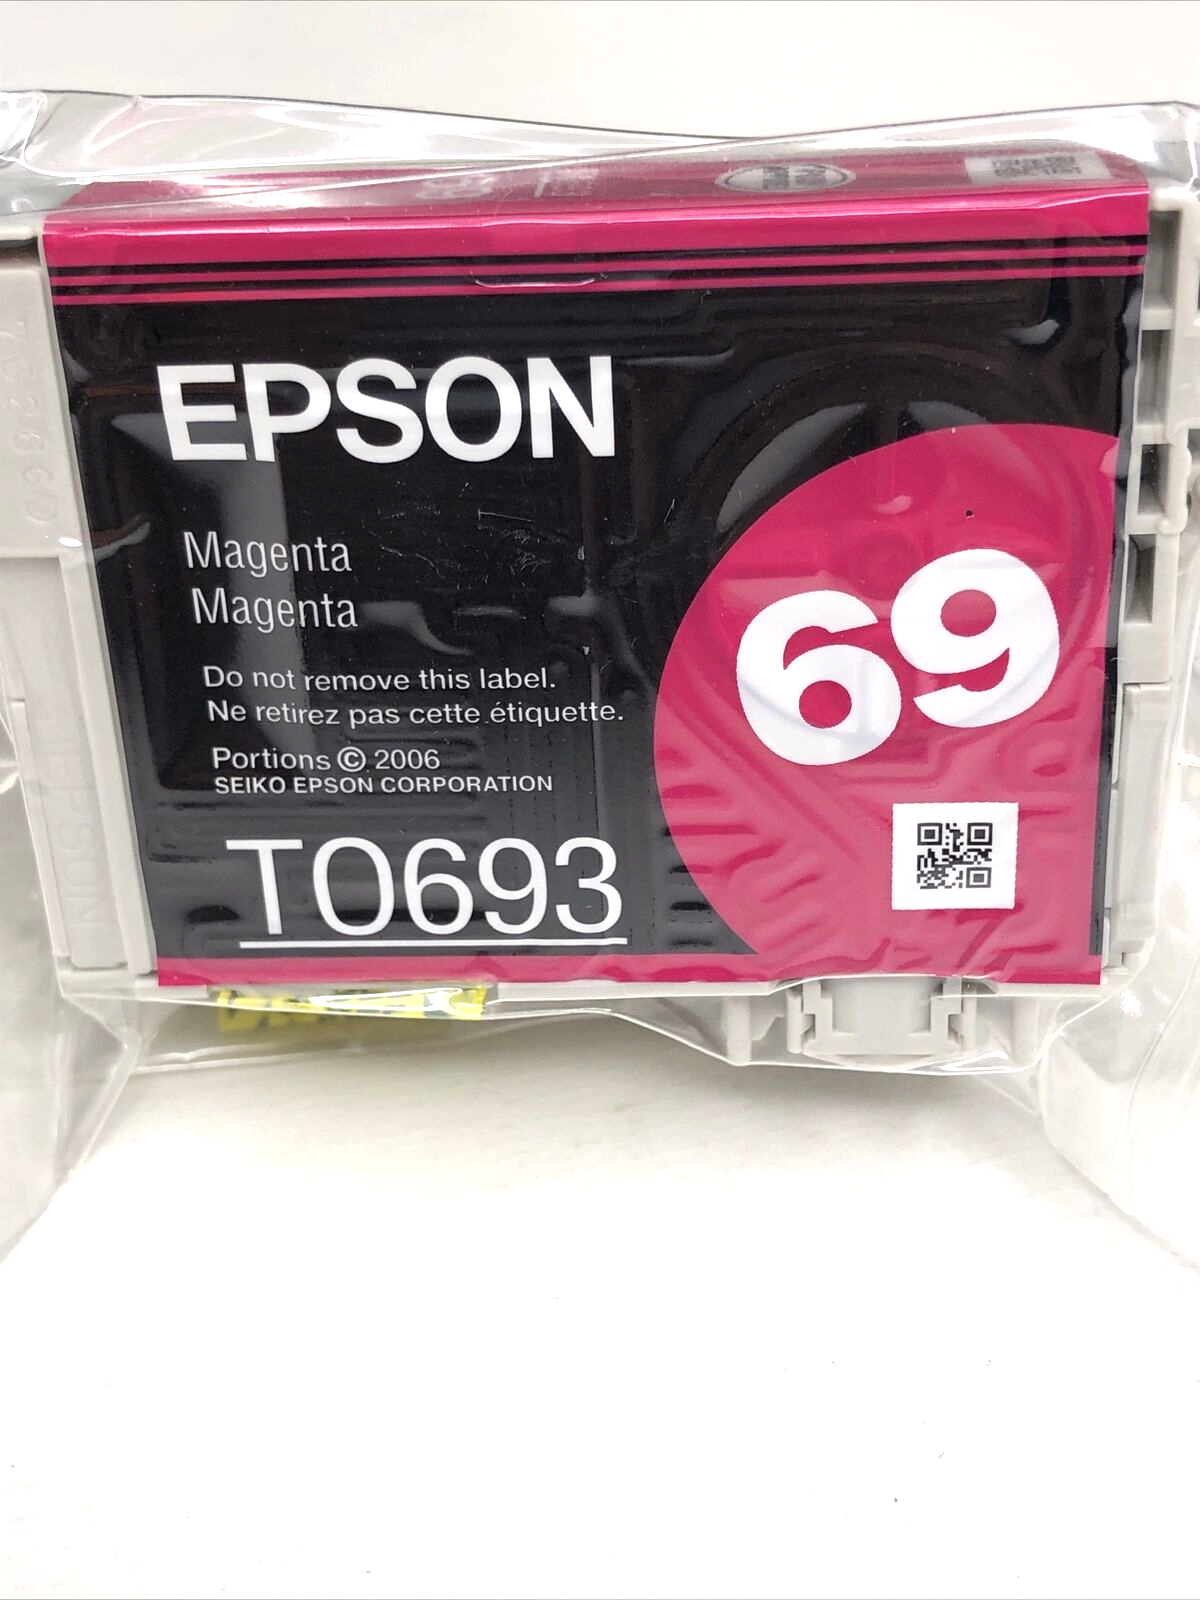 EPSON
Magenta
Magenta
Do not remove this label.
Ne retirez pas cette étiquette.
Portions © 2006
SEIKO EPSON CORPORATION
T0693
69
EPSON